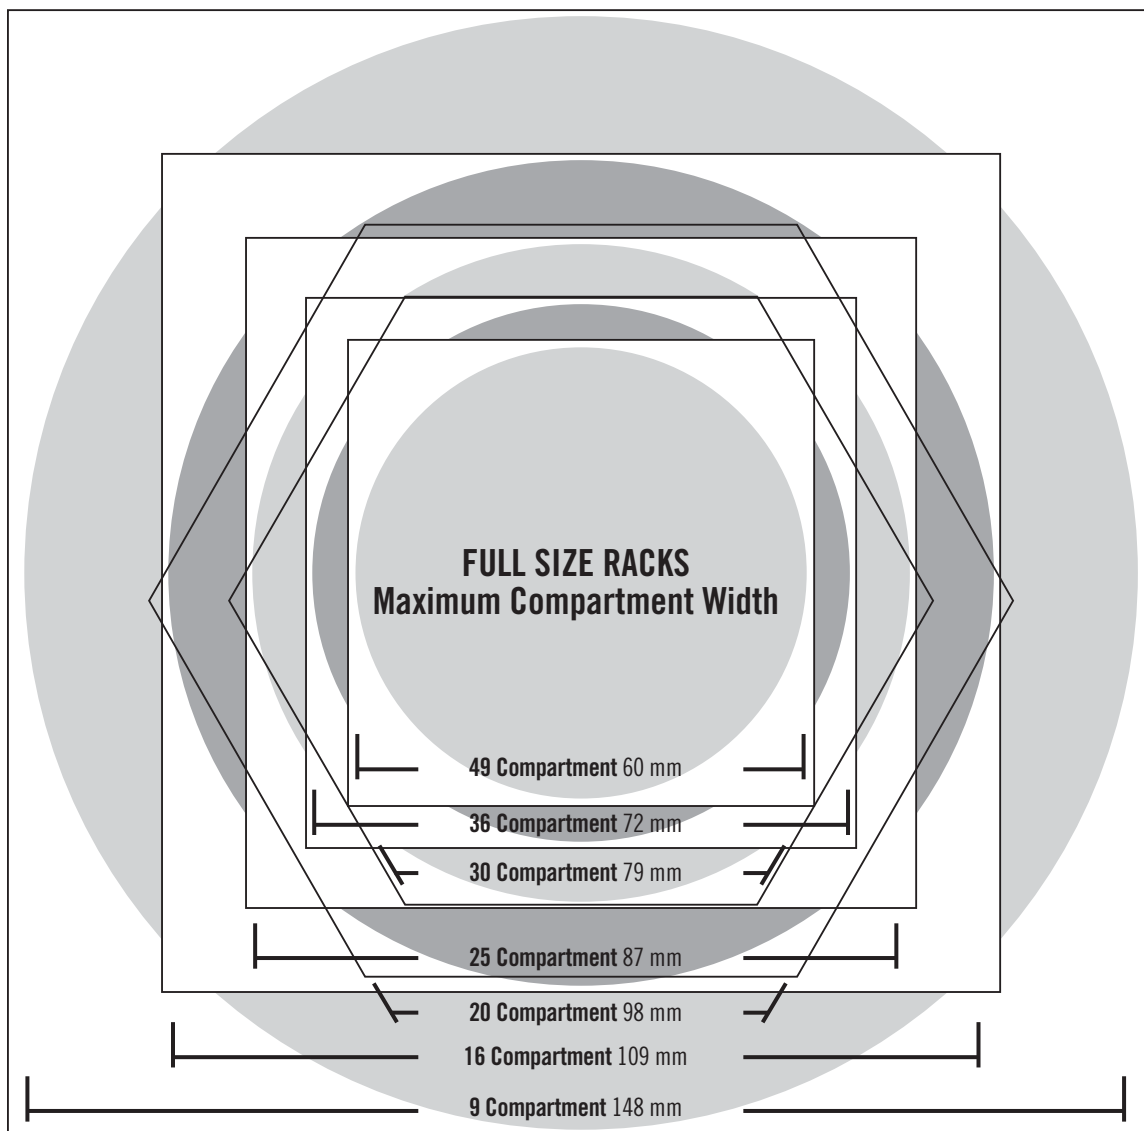 FULL SIZE RACKS
Maximum Compartment Width
49 Compartment 60 mm
36 Compartment 72 mm
30 Compartment 79 mm
25 Compartment 87 mm
20 Compartment 98 mm
16 Compartment 109 mm
9 Compartment 148 mm